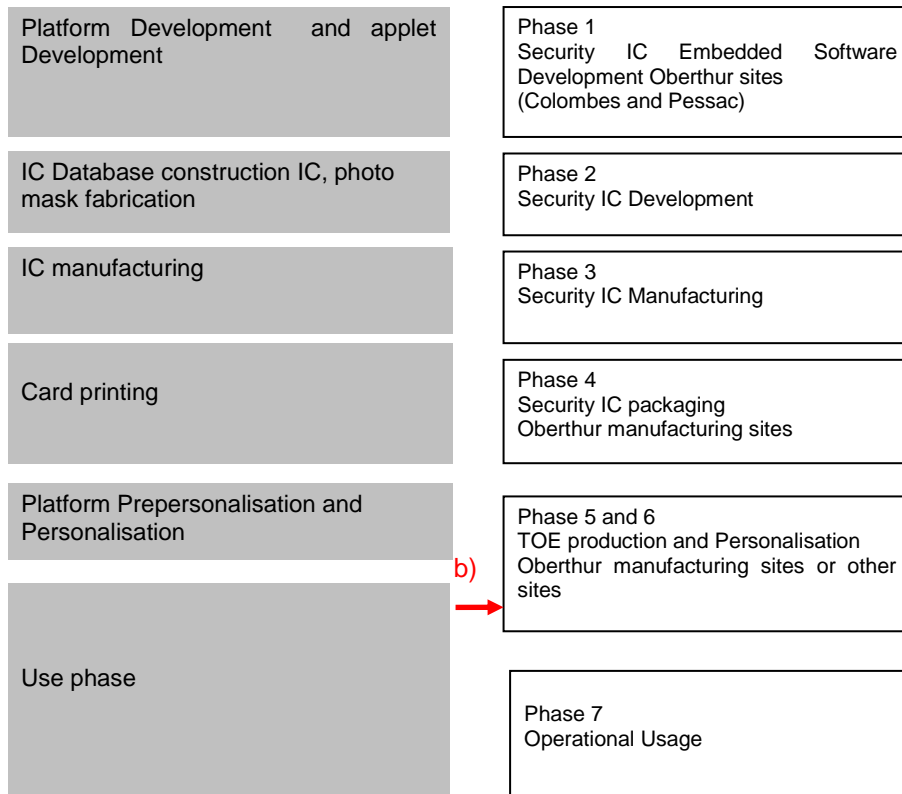 Platform Development and applet
Development
Phase 1
Security IC Embedded Software
Development Oberthur sites
(Colombes and Pessac)
IC Database construction IC, photo
mask fabrication
Phase 2
Security IC Development
IC manufacturing
Phase 3
Security IC Manufacturing
Card printing
Phase 4
Security IC packaging
Oberthur manufacturing sites
Platform Prepersonalisation and
Personalisation
b)
Phase 5 and 6
TOE production and Personalisation
Oberthur manufacturing sites or other
sites
Use phase
Phase 7
Operational Usage